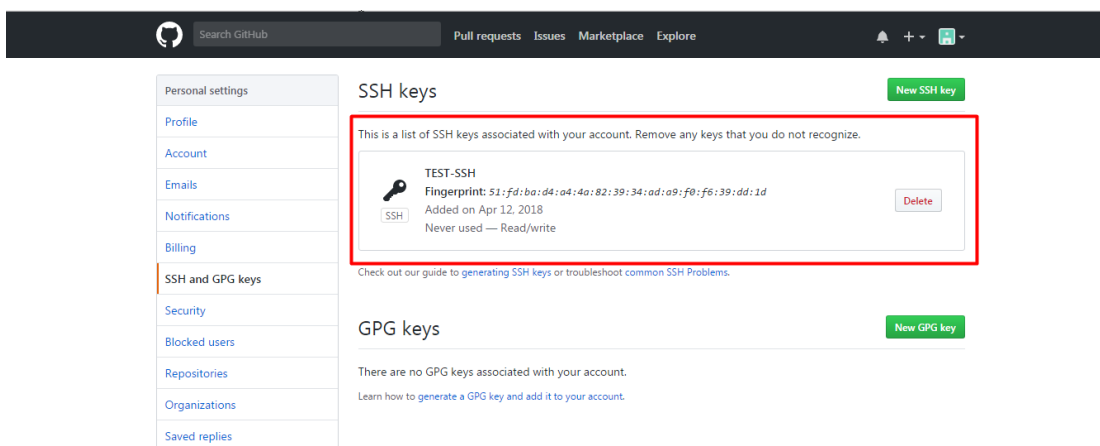 Search GitHub
Pull requests Issues Marketplace Explore
Personal settings
Profile
Account
Emails
Notifications
Billing
SSH and GPG keys
Security
Blocked users
Repositories
Organizations
Saved replies
SSH keys
New SSH key
This is a list of SSH keys associated with your account. Remove any keys that you do not recognize.
TEST-SSH
Fingerprint: 51:fd:ba:d4:a4:4a:82:39:34:ad:a9:f0:f6:39:dd:1d
Added on Apr 12, 2018
Never used — Read/write
SSH
Delete
Check out our guide to generating SSH keys or troubleshoot common SSH Problems.
GPG keys
New GPG key
There are no GPG keys associated with your account.
Learn how to generate a GPG key and add it to your account.